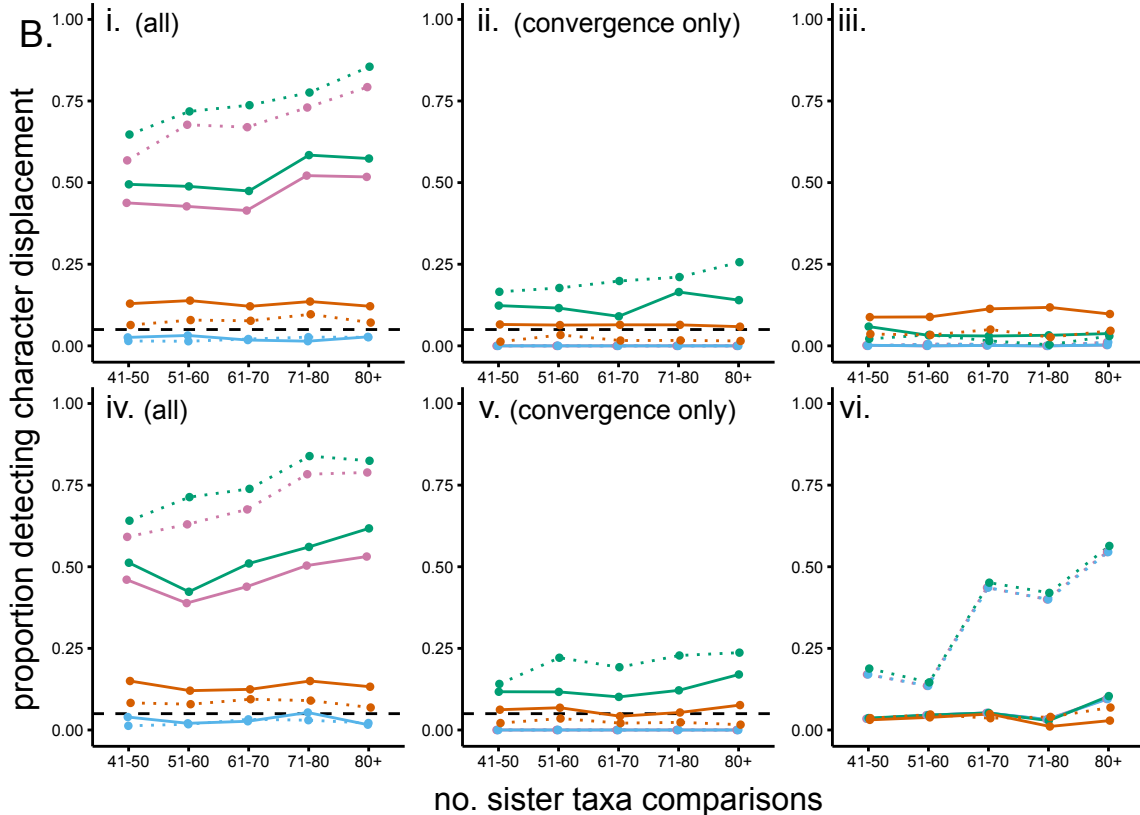 B.
proportion detecting character displacement
i. (all)
1.00
0.75
0.50
0.25
0.00
41-50 51-60 61-70 71-80 80+
ii. (convergence only)
1.00
0.75
0.50
0.25
0.00
41-50 51-60 61-70 71-80 80+
iii.
1.00
0.75
0.50
0.25
0.00
41-50 51-60 61-70 71-80 80+
iv. (all)
1.00
0.75
0.50
0.25
0.00
41-50 51-60 61-70 71-80 80+
v. (convergence only)
1.00
0.75
0.50
0.25
0.00
41-50 51-60 61-70 71-80 80+
vi.
1.00
0.75
0.50
0.25
0.00
41-50 51-60 61-70 71-80 80+
no. sister taxa comparisons